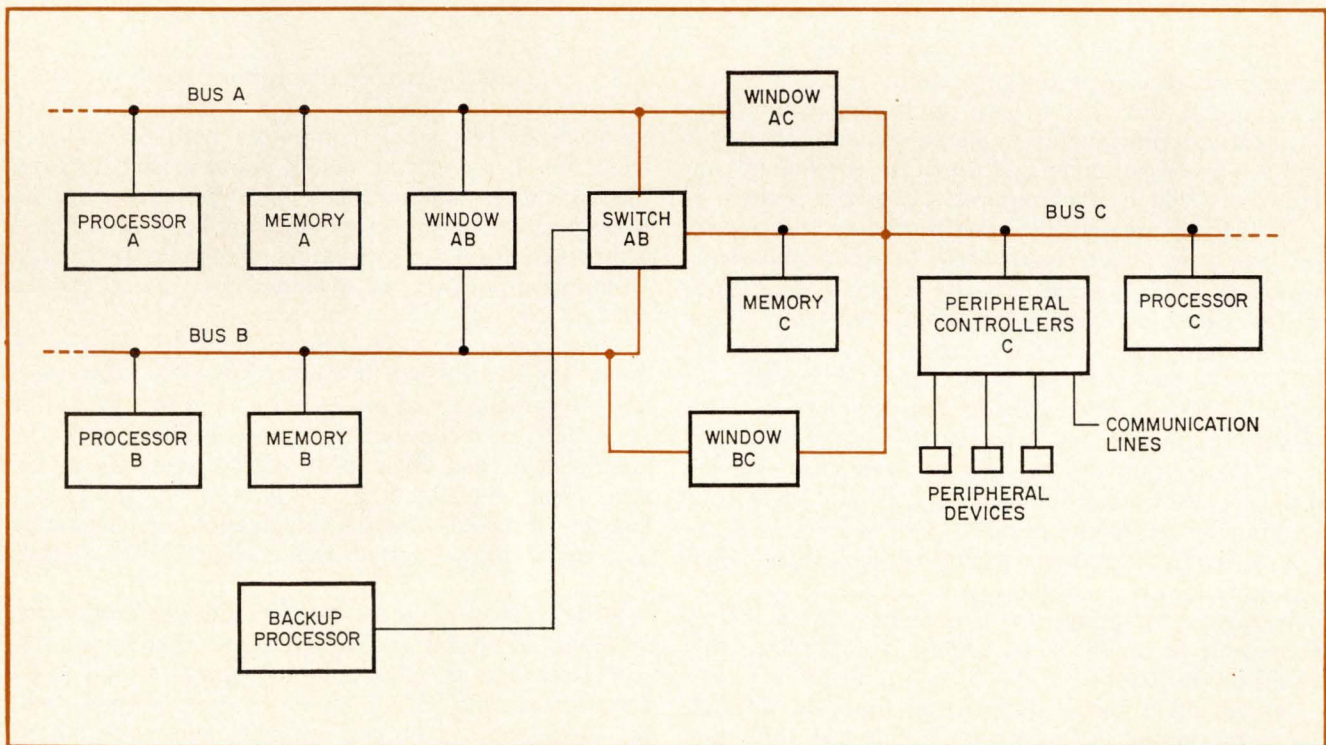 BUS A
WINDOW
AC
PROCESSOR
A
MEMORY
A
WINDOW
AB
SWITCH
AB
BUS C
MEMORY
C
PERIPHERAL
CONTROLLERS
C
PROCESSOR
C
BUS B
PROCESSOR
B
MEMORY
B
WINDOW
BC
COMMUNICATION
LINES
PERIPHERAL
DEVICES
BACKUP
PROCESSOR